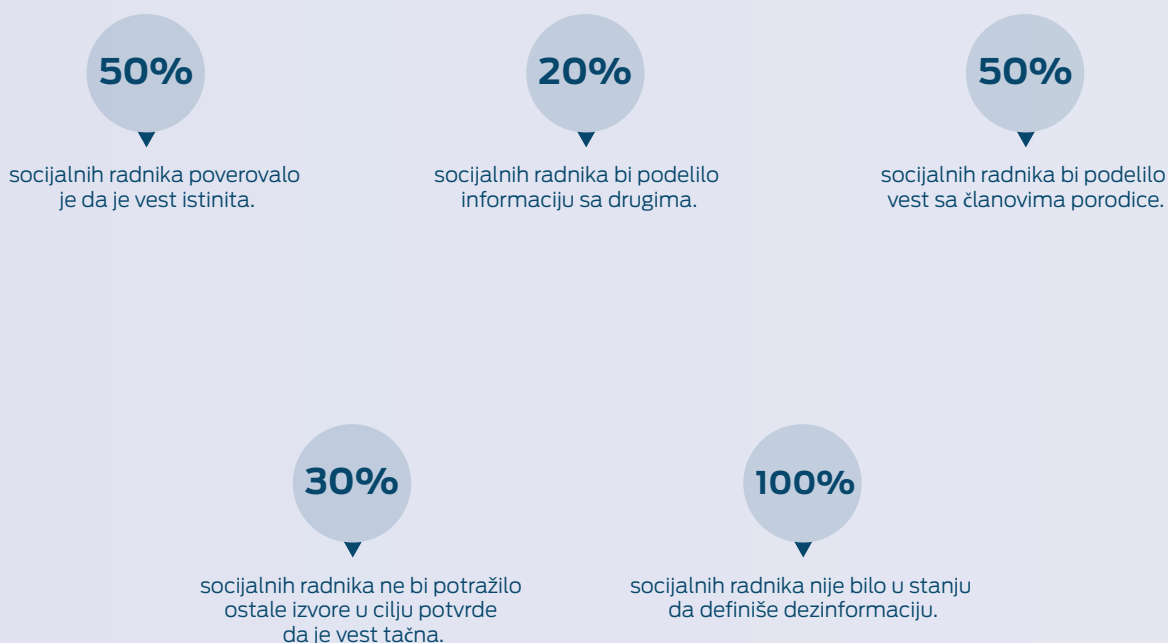 50%
socijalnih radnika poverovalo
je da je vest istinita.
20%
socijalnih radnika bi podelilo
informaciju sa drugima.
50%
socijalnih radnika bi podelilo
vest sa članovima porodice.
30%
socijalnih radnika ne bi potražilo
ostale izvore u cilju potvrde
da je vest tačna.
100%
socijalnih radnika nije bilo u stanju
da definiše dezinformaciju.